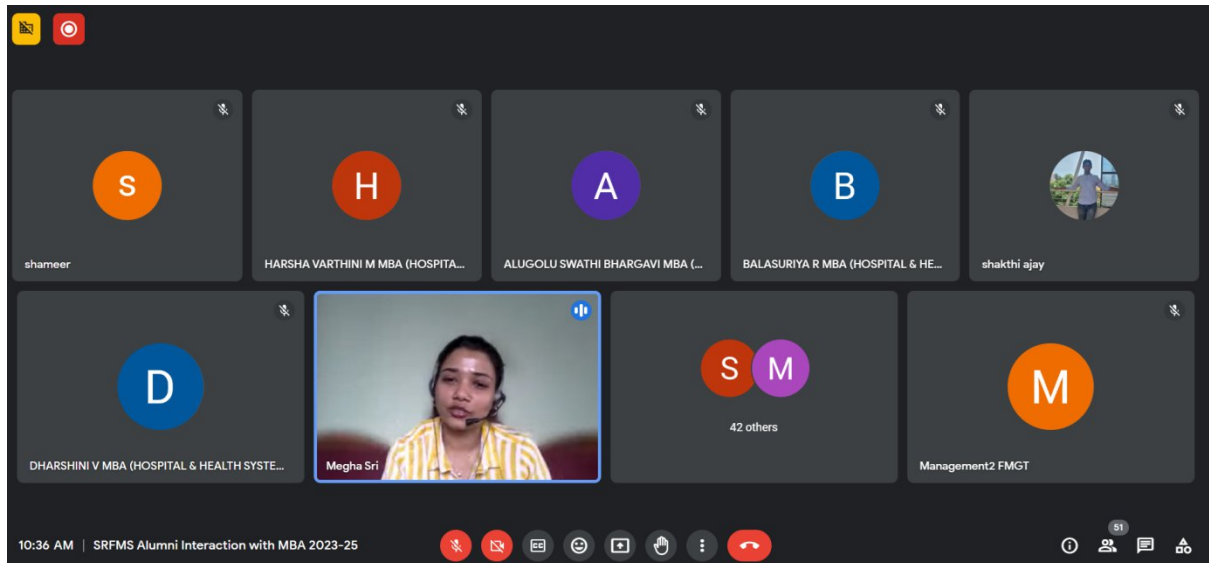 S
H
A
B
shameer
HARSHA VARTHINI M MBA (HOSPITA...
ALUGOLU SWATHI BHARGAVI MBA (...
BALASURIYA R MBA (HOSPITAL & HE...
shakthi ajay
D
S M
M
42 others
DHARSHINI V MBA (HOSPITAL & HEALTH SYSTE...
Megha Sri
Management2 FMGT
10:36 AM | SRFMS Alumni Interaction with MBA 2023-25
CC
51